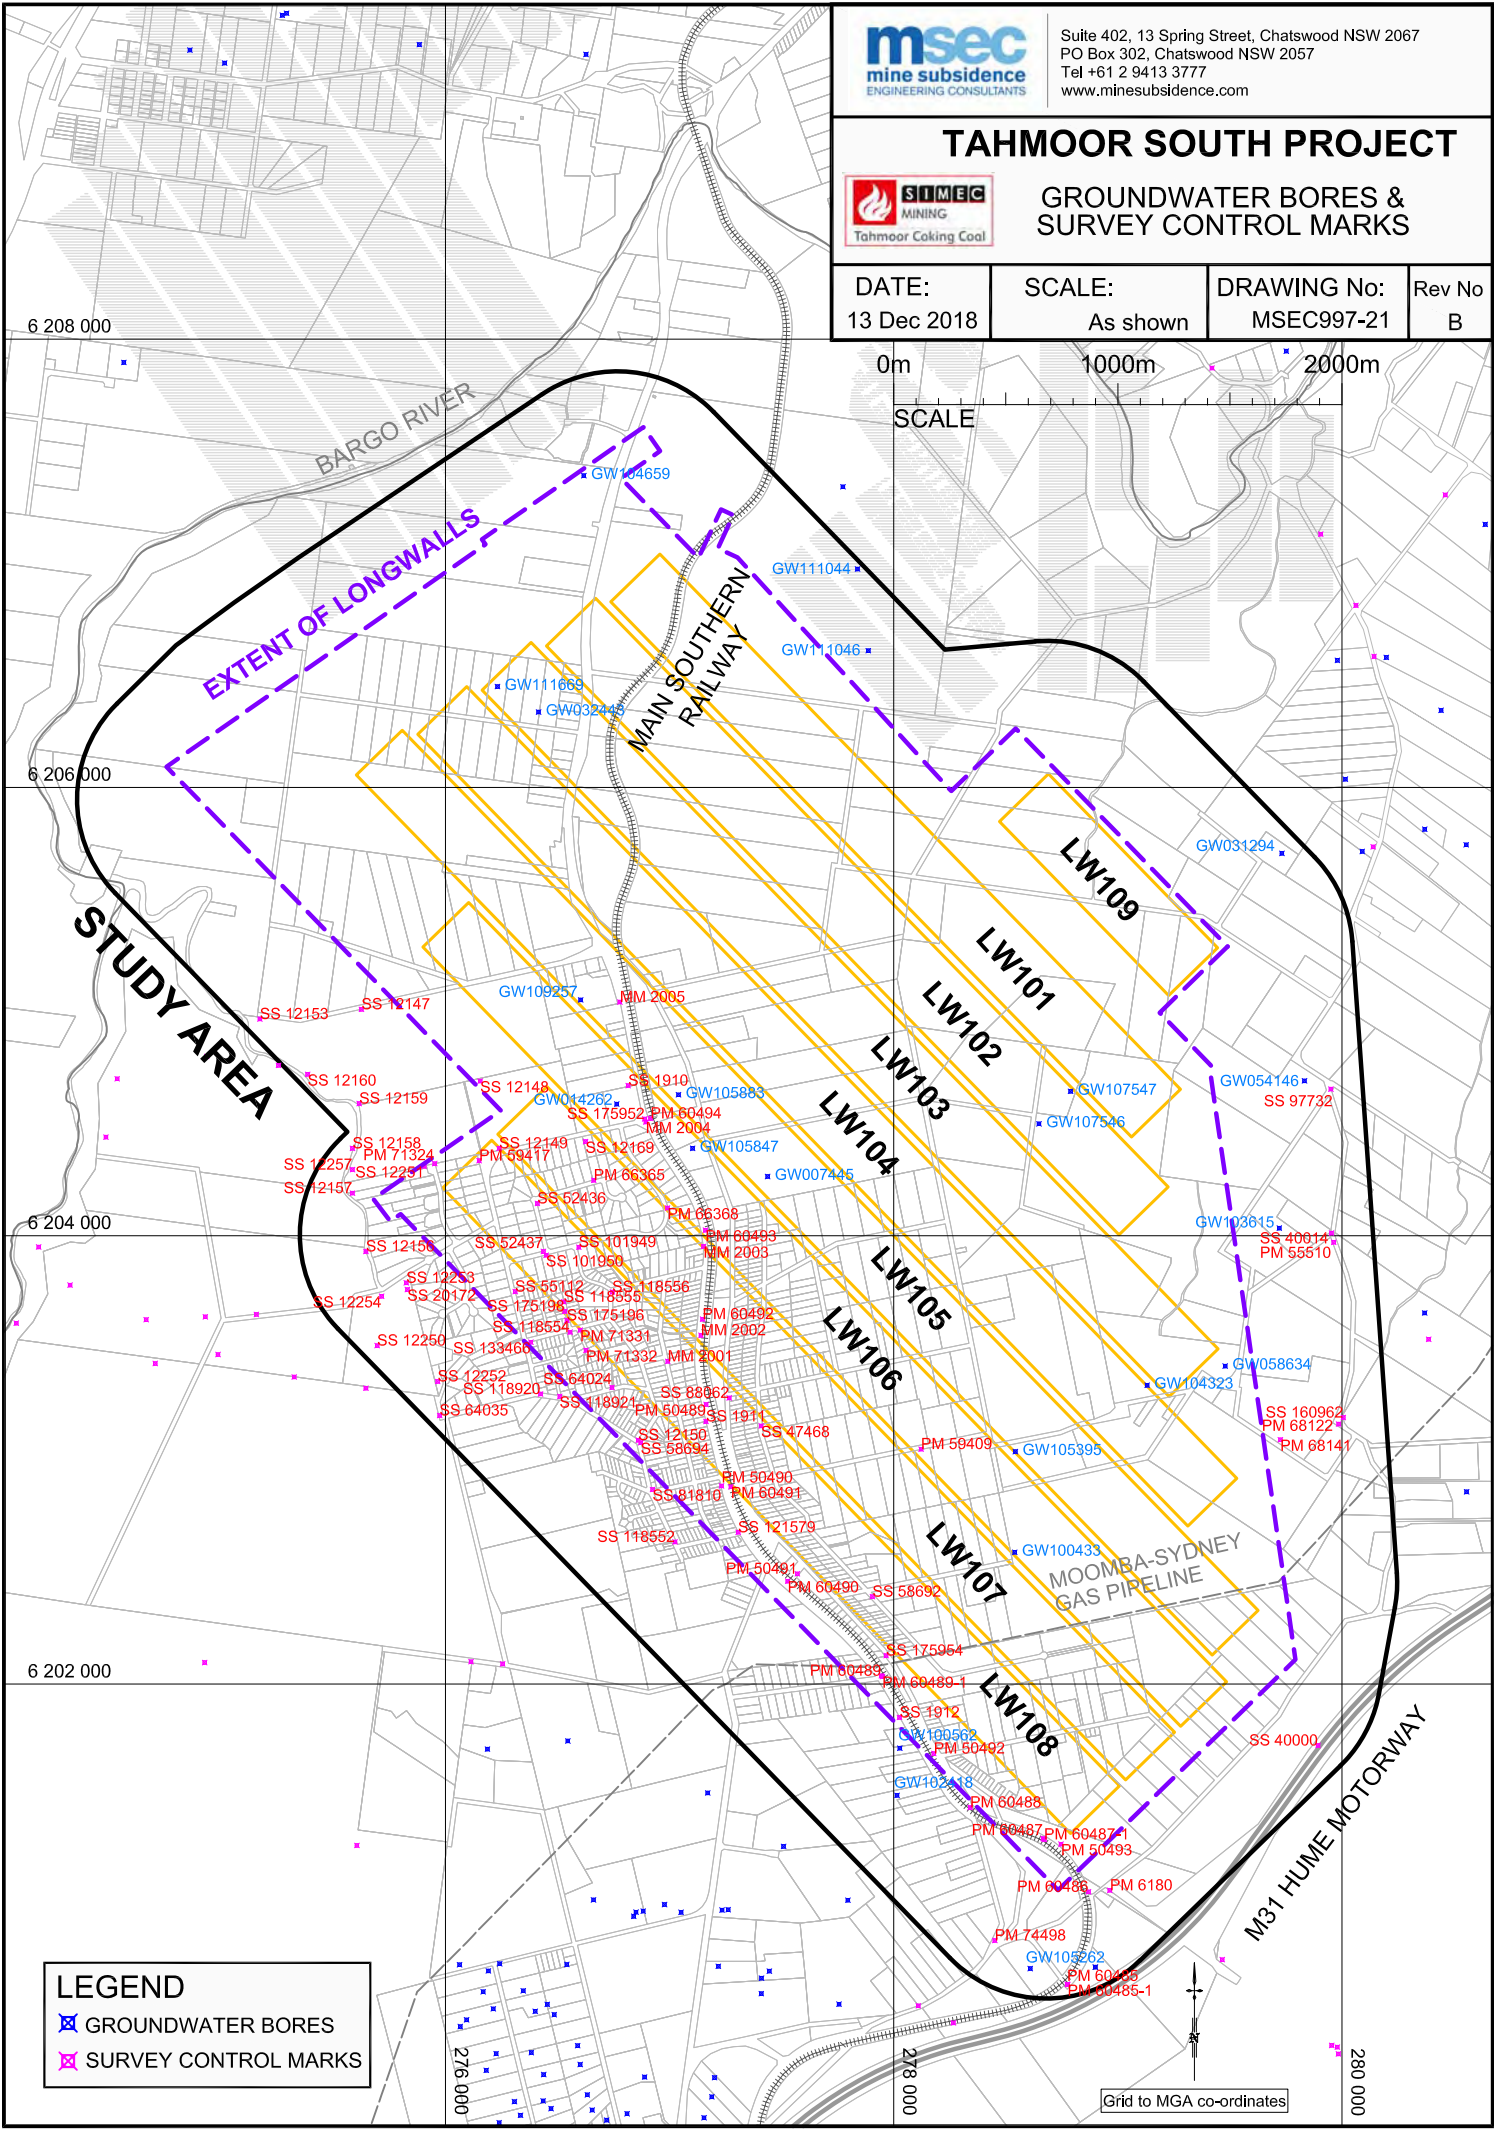 msec
mine subsidence
ENGINEERING CONSULTANTS
Suite 402, 13 Spring Street, Chatswood NSW 2067
PO Box 302, Chatswood NSW 2057
Tel +61 2 9413 3777
www.minesubsidence.com
TAHMOOR SOUTH PROJECT
SIMEC
MINING
Tahmoor Coking Coal
GROUNDWATER BORES &
SURVEY CONTROL MARKS
DATE:
13 Dec 2018
SCALE:
As shown
DRAWING No:
MSEC997-21
Rev No
B
6 208 000
0m
1000m
2000m
SCALE
BARGO RIVER
GW104659
EXTENT OF LONGWALLS
GW111044
MAIN SOUTHERN
RAILWAY
GW111046
GW111669
GW032443
6 206 000
LW109
GW031294
STUDY AREA
LW101
LW102
LW103
LW104
GW109257
MM 2005
SS 12147
SS 12153
SS 12160
SS 12148
SS 1910
GW105883
GW107547
GW054146
SS 12159
GW014262
SS 97732
SS 175952
PM 60494
MM 2004
GW107546
SS 12158
SS 12149
SS 12169
GW105847
PM 71324
PM 59417
SS 12257
SS 12251
GW007445
SS 12157
PM 66365
SS 52436
PM 66368
6 204 000
GW103615
PM 60493
SS 40014
SS 12156
SS 52437
SS 101949
MM 2003
PM 55510
SS 101950
LW105
SS 12253
SS 55112
SS 118556
SS 20172
SS 118555
SS 12254
SS 175198
SS 175196
PM 60492
LW106
SS 118554
MM 2002
PM 71331
SS 12250
SS 133460
PM 71332
MM 2001
GW058634
SS 12252
SS 64024
GW104323
SS 118920
SS 88062
SS 118921
SS 64035
PM 50489
SS 160962
SS 1911
PM 68122
SS 12150
SS 47468
SS 58694
PM 59409
GW105395
PM 68141
PM 50490
SS 81810
PM 60491
SS 121579
SS 118552
LW107
GW100433
MOOMBA-SYDNEY
GAS PIPELINE
PM 50491
PM 60490
SS 58692
SS 175954
6 202 000
PM 60489
PM 60489-1
LW108
SS 1912
GW100562
PM 50492
SS 40000
GW102418
PM 60488
PM 60487
PM 60487-1
PM 50493
PM 60486
PM 6180
M31 HUME MOTORWAY
PM 74498
GW105262
PM 60485
PM 60485-1
LEGEND
GROUNDWATER BORES
SURVEY CONTROL MARKS
276 000
278 000
280 000
N
Grid to MGA co-ordinates